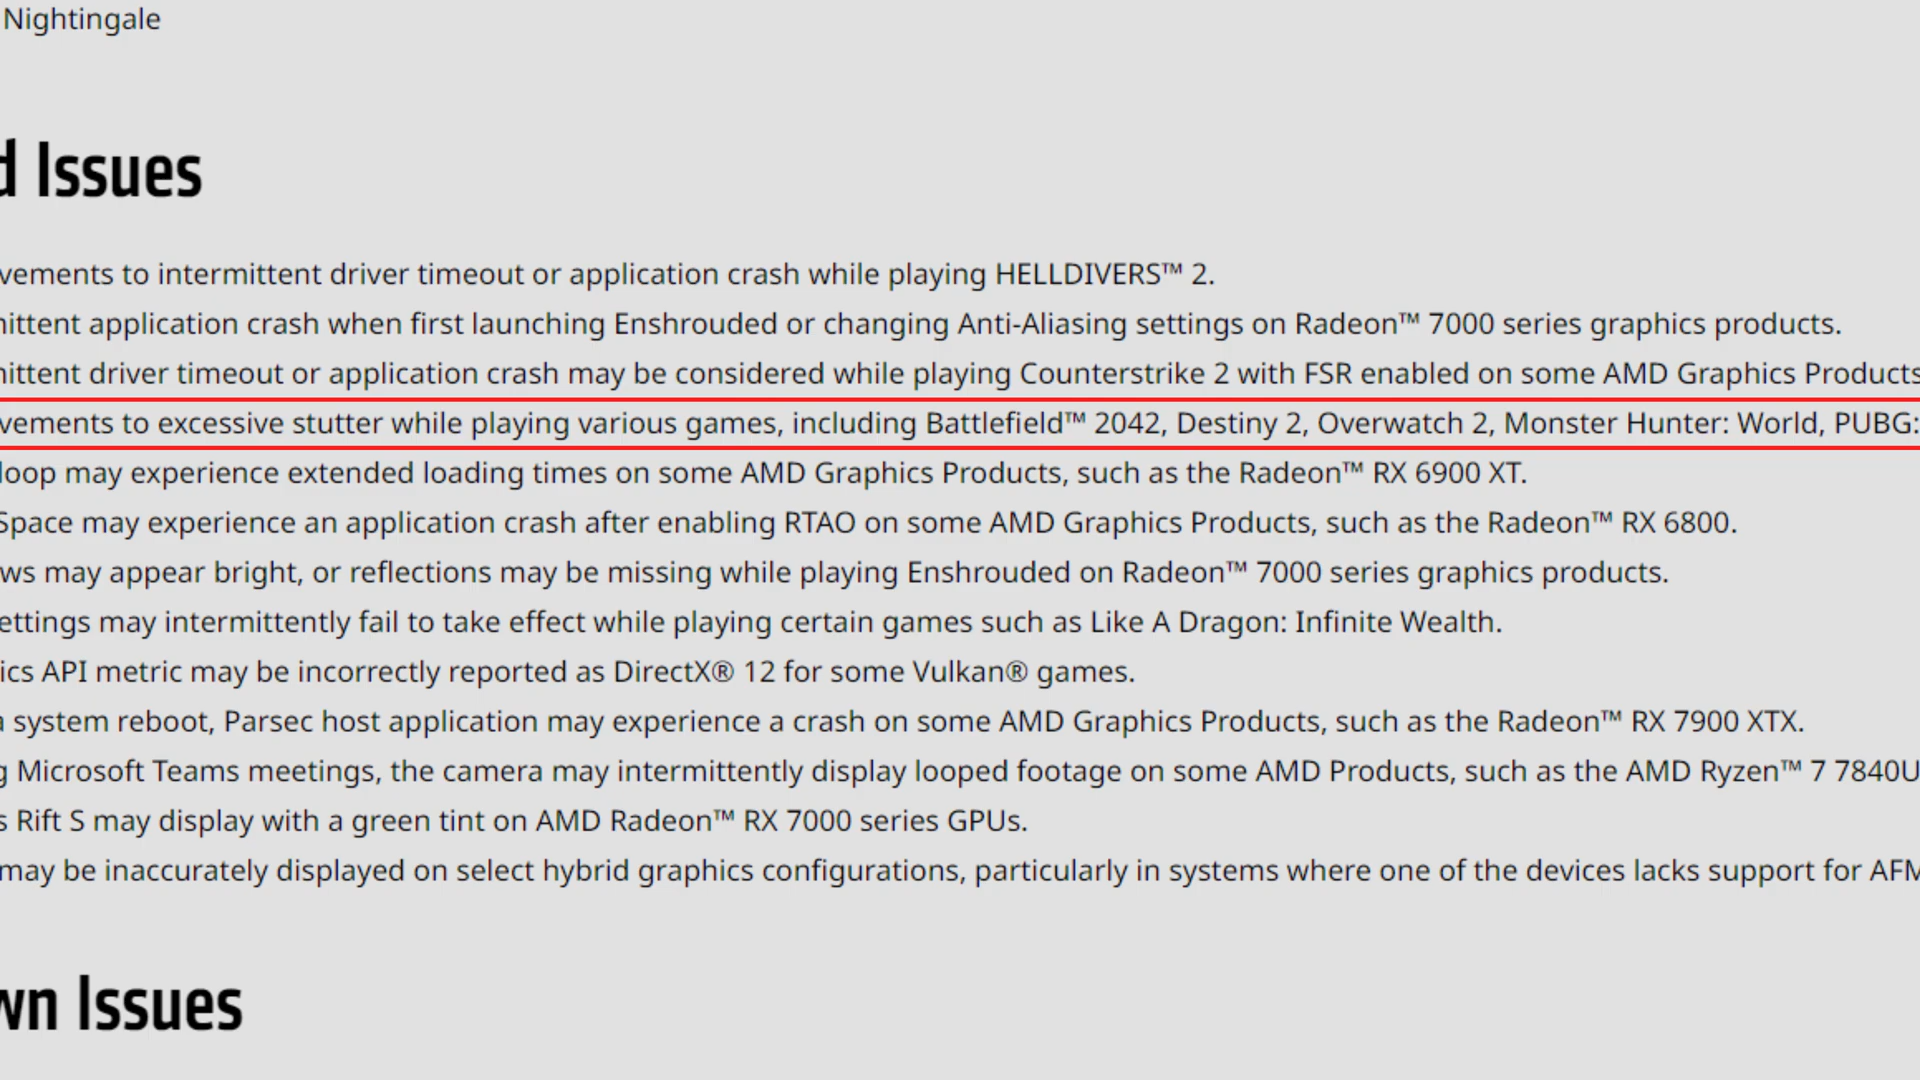 Nightingale
d Issues
vements to intermittent driver timeout or application crash while playing HELLDIVERS™ 2.
ittent application crash when first launching Enshrouded or changing Anti-Aliasing settings on Radeon™ 7000 series graphics products.
ittent driver timeout or application crash may be considered while playing Counterstrike 2 with FSR enabled on some AMD Graphics Products
vements to excessive stutter while playing various games, including Battlefield™ 2042, Destiny 2, Overwatch 2, Monster Hunter: World, PUBG:
loop may experience extended loading times on some AMD Graphics Products, such as the Radeon™ RX 6900 XT.
Space may experience an application crash after enabling RTAO on some AMD Graphics Products, such as the Radeon™ RX 6800.
ws may appear bright, or reflections may be missing while playing Enshrouded on Radeon™ 7000 series graphics products.
ettings may intermittently fail to take effect while playing certain games such as Like A Dragon: Infinite Wealth.
ics API metric may be incorrectly reported as DirectX® 12 for some Vulkan® games.
a system reboot, Parsec host application may experience a crash on some AMD Graphics Products, such as the Radeon™ RX 7900 XTX.
g Microsoft Teams meetings, the camera may intermittently display looped footage on some AMD Products, such as the AMD Ryzen™ 7 7840U
s Rift S may display with a green tint on AMD Radeon™ RX 7000 series GPUs.
may be inaccurately displayed on select hybrid graphics configurations, particularly in systems where one of the devices lacks support for AFM
wn Issues